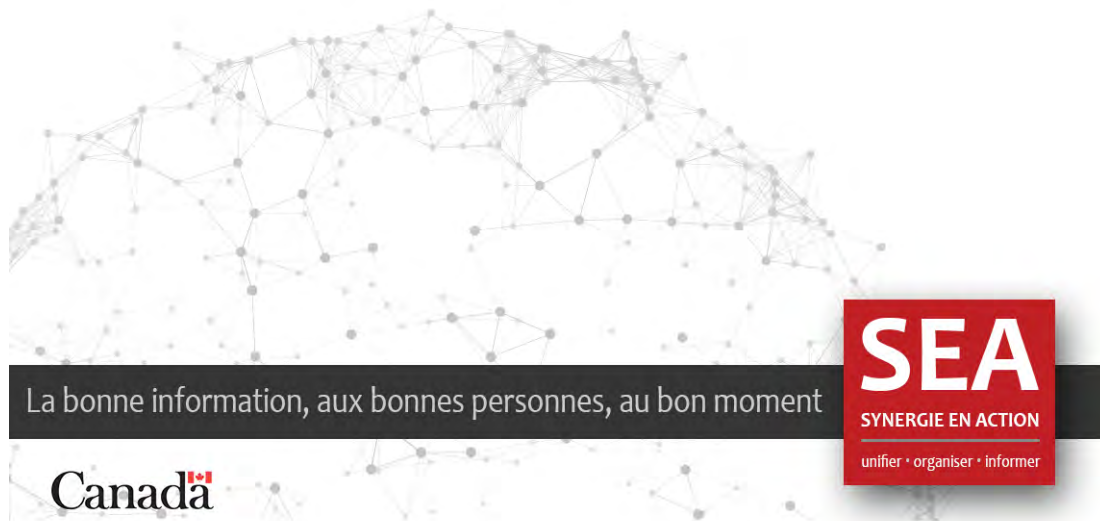 La bonne information, aux bonnes personnes, au bon moment
SEA
SYNERGIE EN ACTION
unifier · organiser · informer
Canada